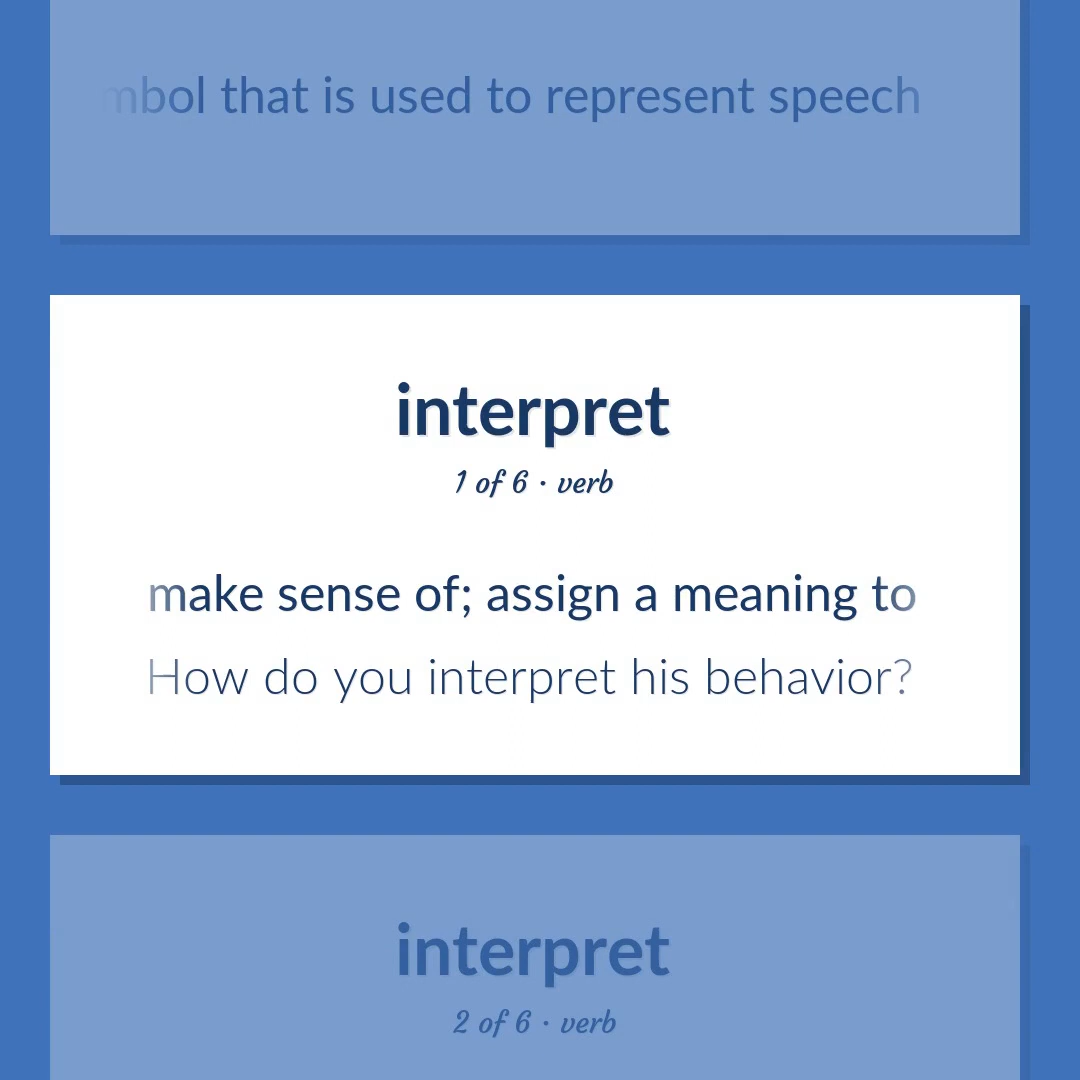 mbol that is used to represent speech
interpret
1 of 6 · verb
make sense of; assign a meaning to
How do you interpret his behavior?
interpret
2 of 6 · verb